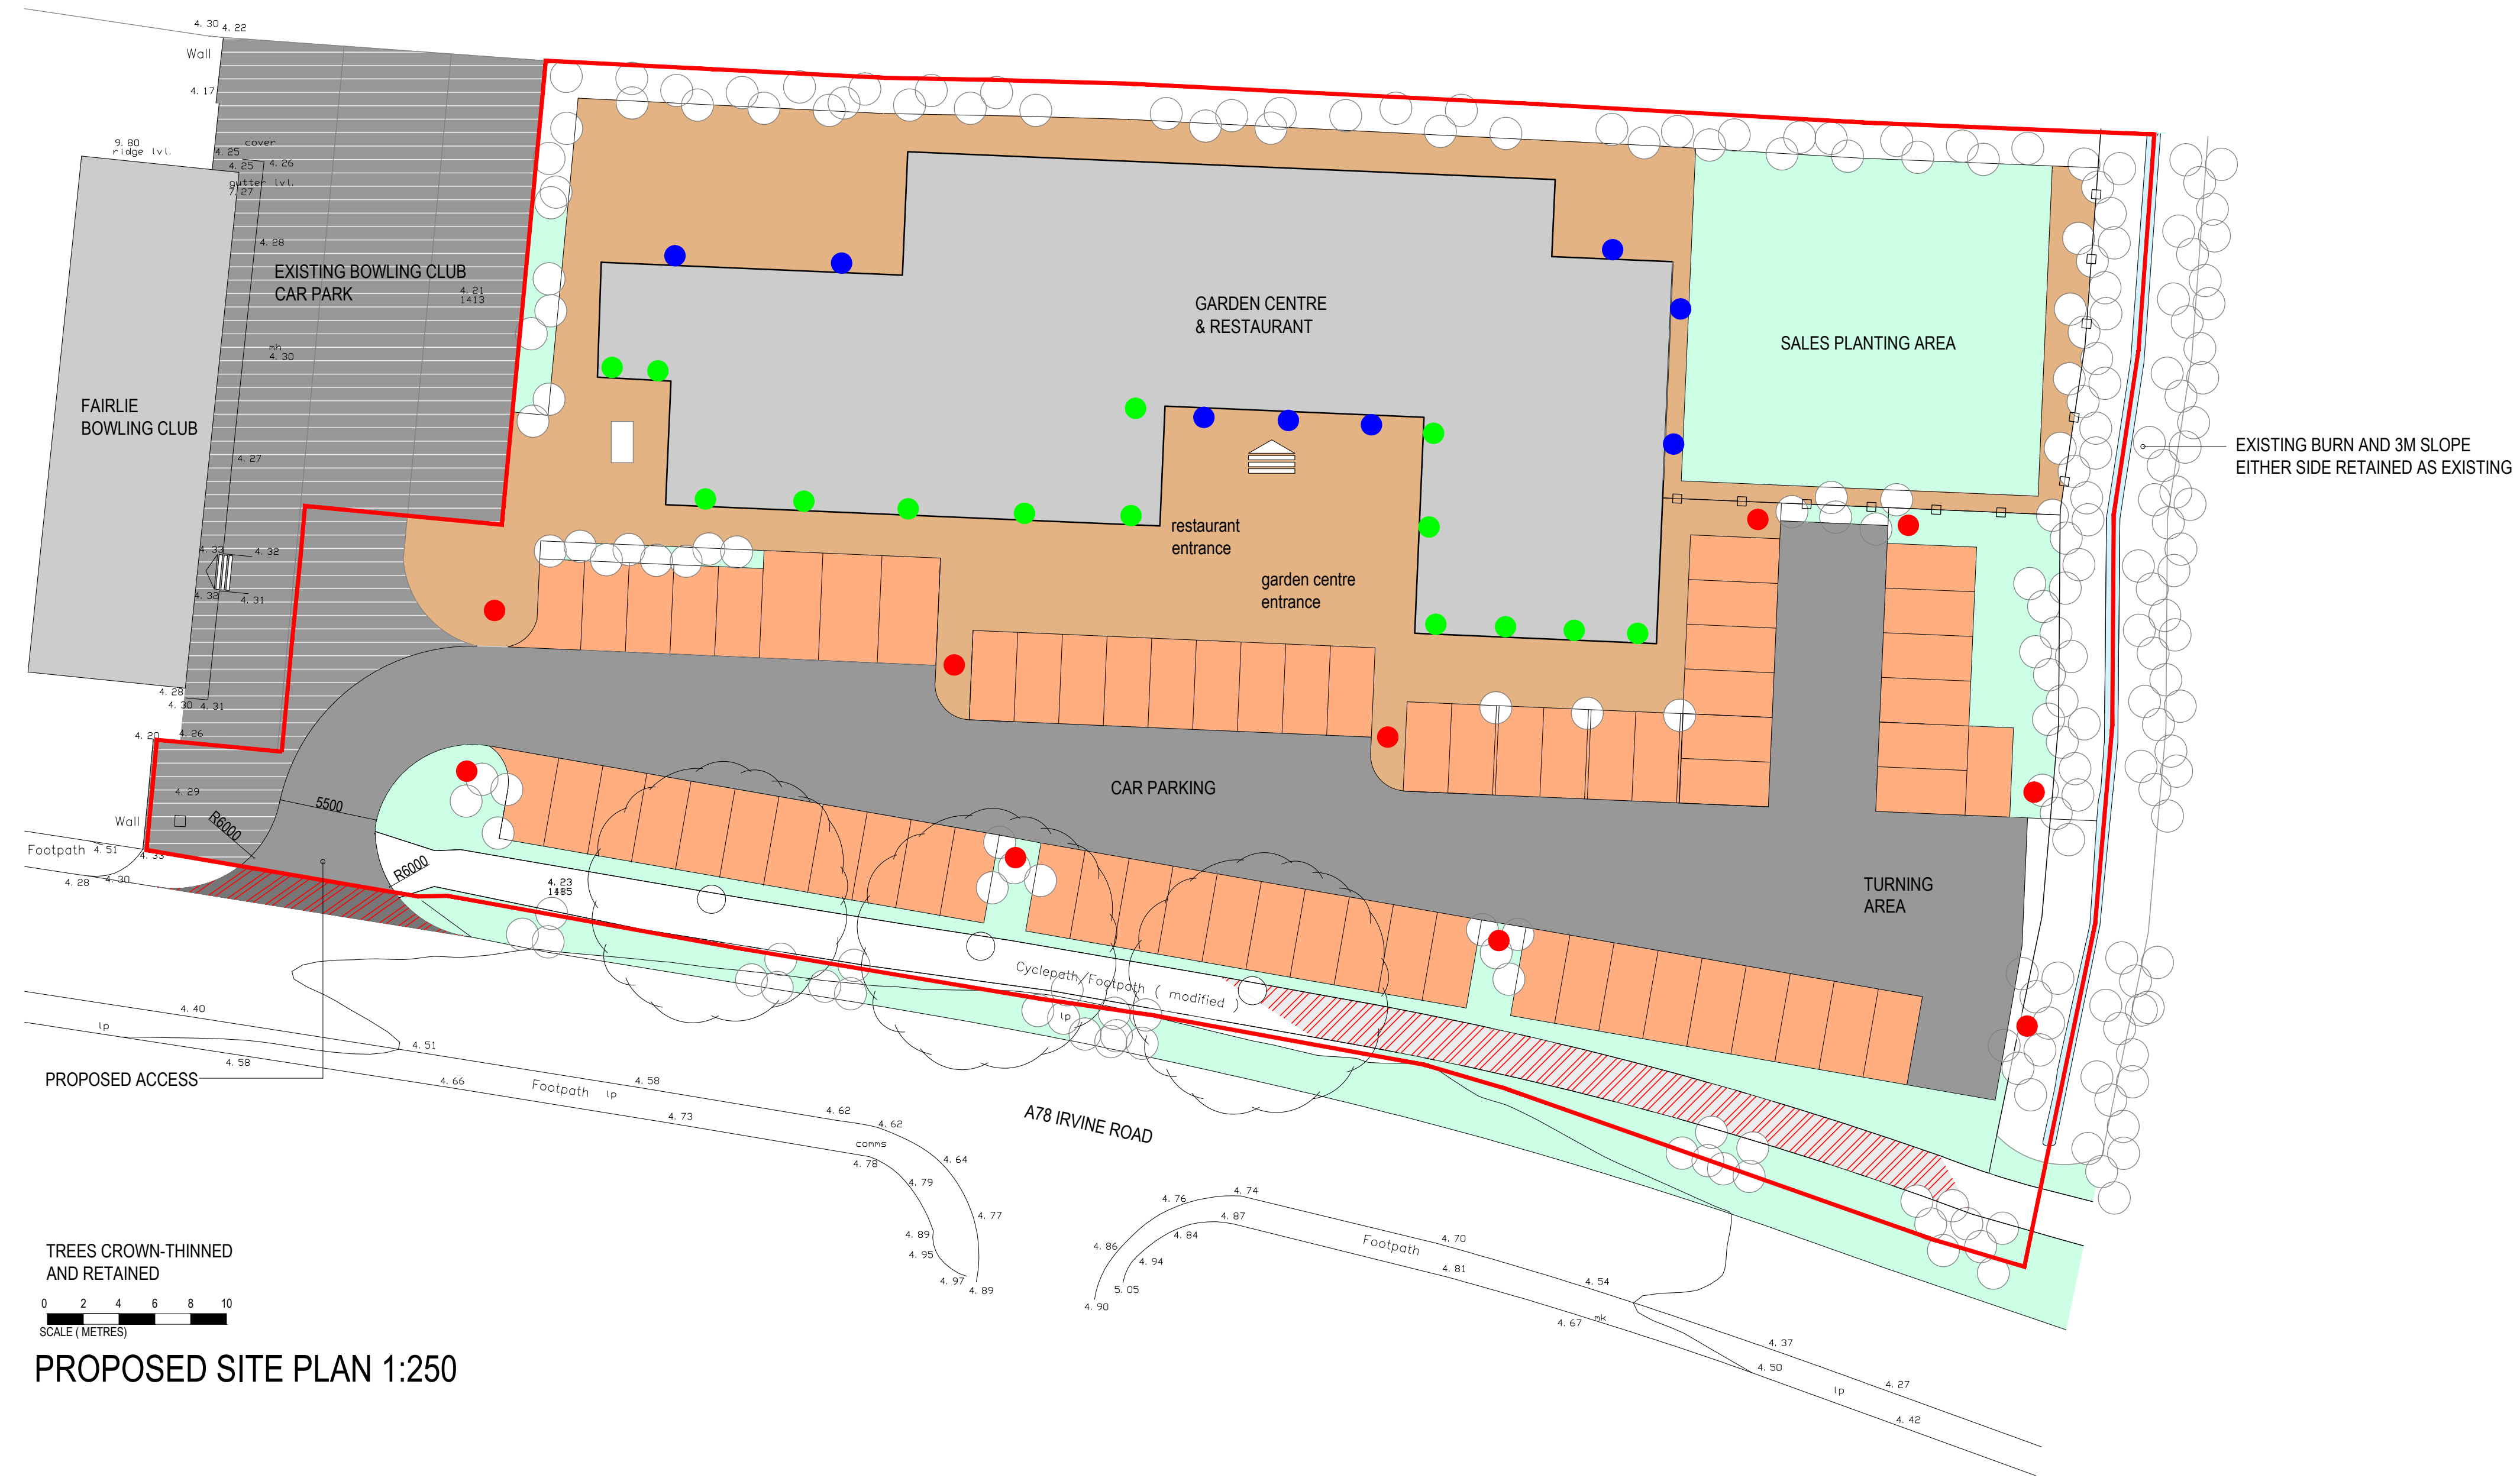 4. 30 4. 22
Wall
4. 17
9. 80
ridge lvl.
cover
4. 25
4. 25
4. 26
gutter lvl.
7. 27
4. 28
EXISTING BOWLING CLUB
CAR PARK
4. 21
1413
mh
4. 30
FAIRLIE
BOWLING CLUB
4. 27
GARDEN CENTRE
& RESTAURANT
SALES PLANTING AREA
EXISTING BURN AND 3M SLOPE
EITHER SIDE RETAINED AS EXISTING
restaurant
entrance
garden centre
entrance
4. 33
4. 32
4. 32
4. 31
4. 28
4. 30 4. 31
4. 20
4. 26
4. 29
Wall
5500
R6000
R6000
Footpath 4. 51
4. 33
4. 28
4. 30
4. 23
CAR PARKING
TURNING
AREA
Cyclepath/Footpath ( modified )
lp
4. 40
lp
4. 51
4. 58
PROPOSED ACCESS
4. 66
Footpath lp
4. 58
4. 73
4. 62
4. 62
comms
4. 78
4. 64
4. 79
4. 77
4. 89
4. 95
4. 97
4. 89
A78 IRVINE ROAD
4. 76
4. 74
4. 87
4. 84
4. 86
4. 94
5. 05
4. 90
Footpath
4. 70
4. 81
4. 54
4. 67
mk
4. 37
4. 50
lp
4. 27
4. 42
TREES CROWN-THINNED
AND RETAINED
0 2 4 6 8 10
SCALE ( METRES)
PROPOSED SITE PLAN 1:250